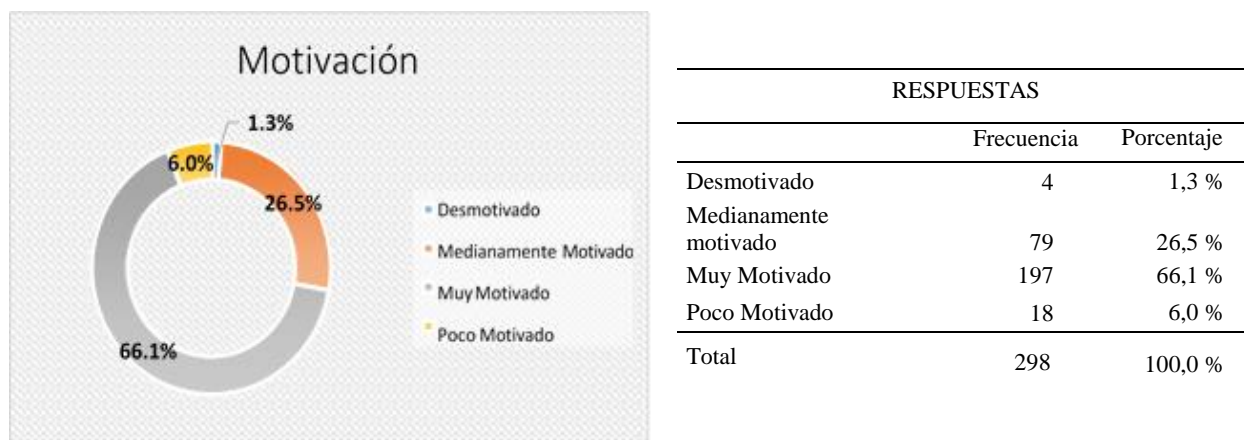 Motivación
1.3%
6.0%
26.5%
66.1%
Desmotivado
Medianamente Motivado
Muy Motivado
Poco Motivado
RESPUESTAS
Frecuencia Porcentaje
Desmotivado 4 1,3 %
Medianamente
motivado 79 26,5 %
Muy Motivado 197 66,1 %
Poco Motivado 18 6,0 %
Total 298 100,0 %